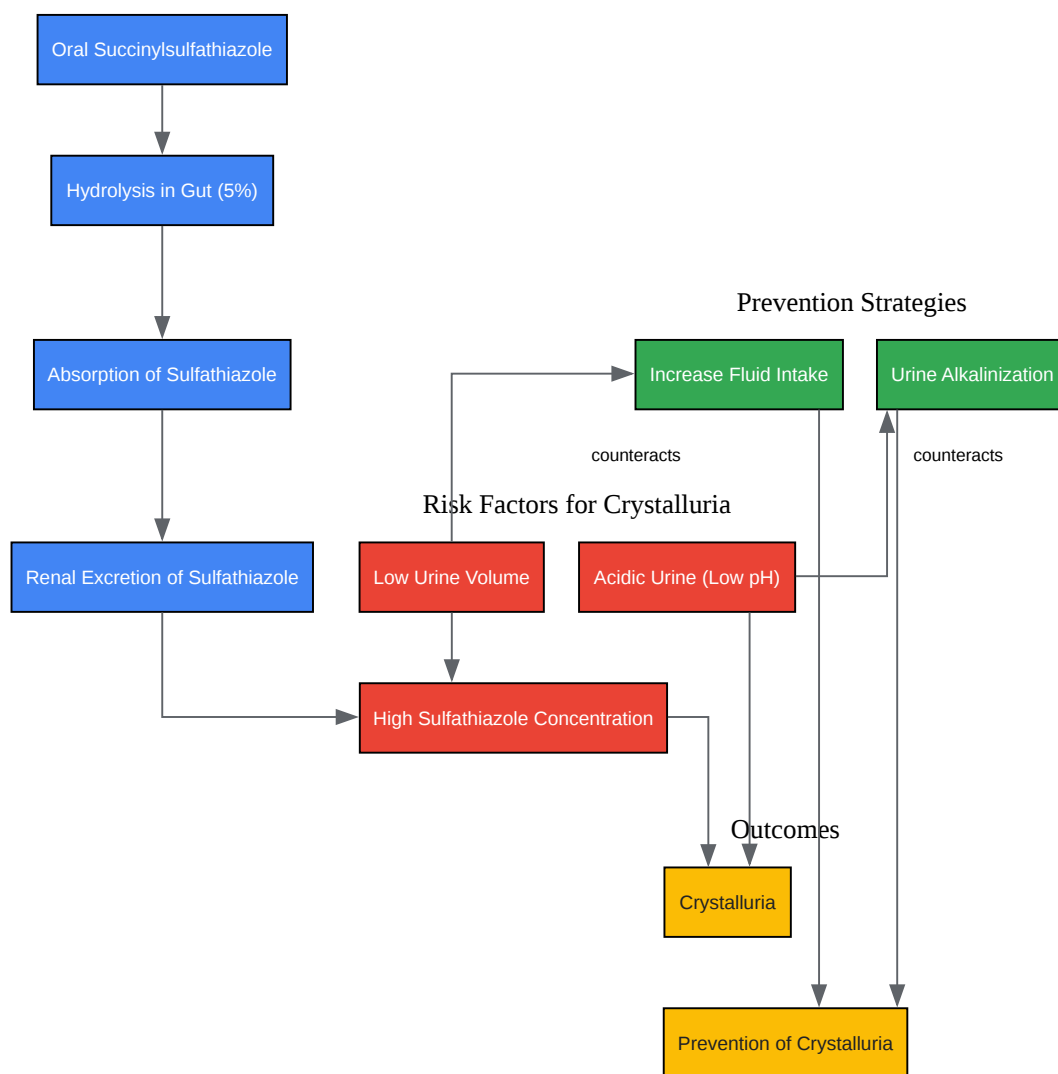 Oral Succinylsulfathiazole
Hydrolysis in Gut (5%)
Prevention Strategies
Absorption of Sulfathiazole
Increase Fluid Intake
Urine Alkalinization
counteracts
counteracts
Risk Factors for Crystalluria
Renal Excretion of Sulfathiazole
Low Urine Volume
Acidic Urine (Low pH)
High Sulfathiazole Concentration
Outcomes
Crystalluria
Prevention of Crystalluria